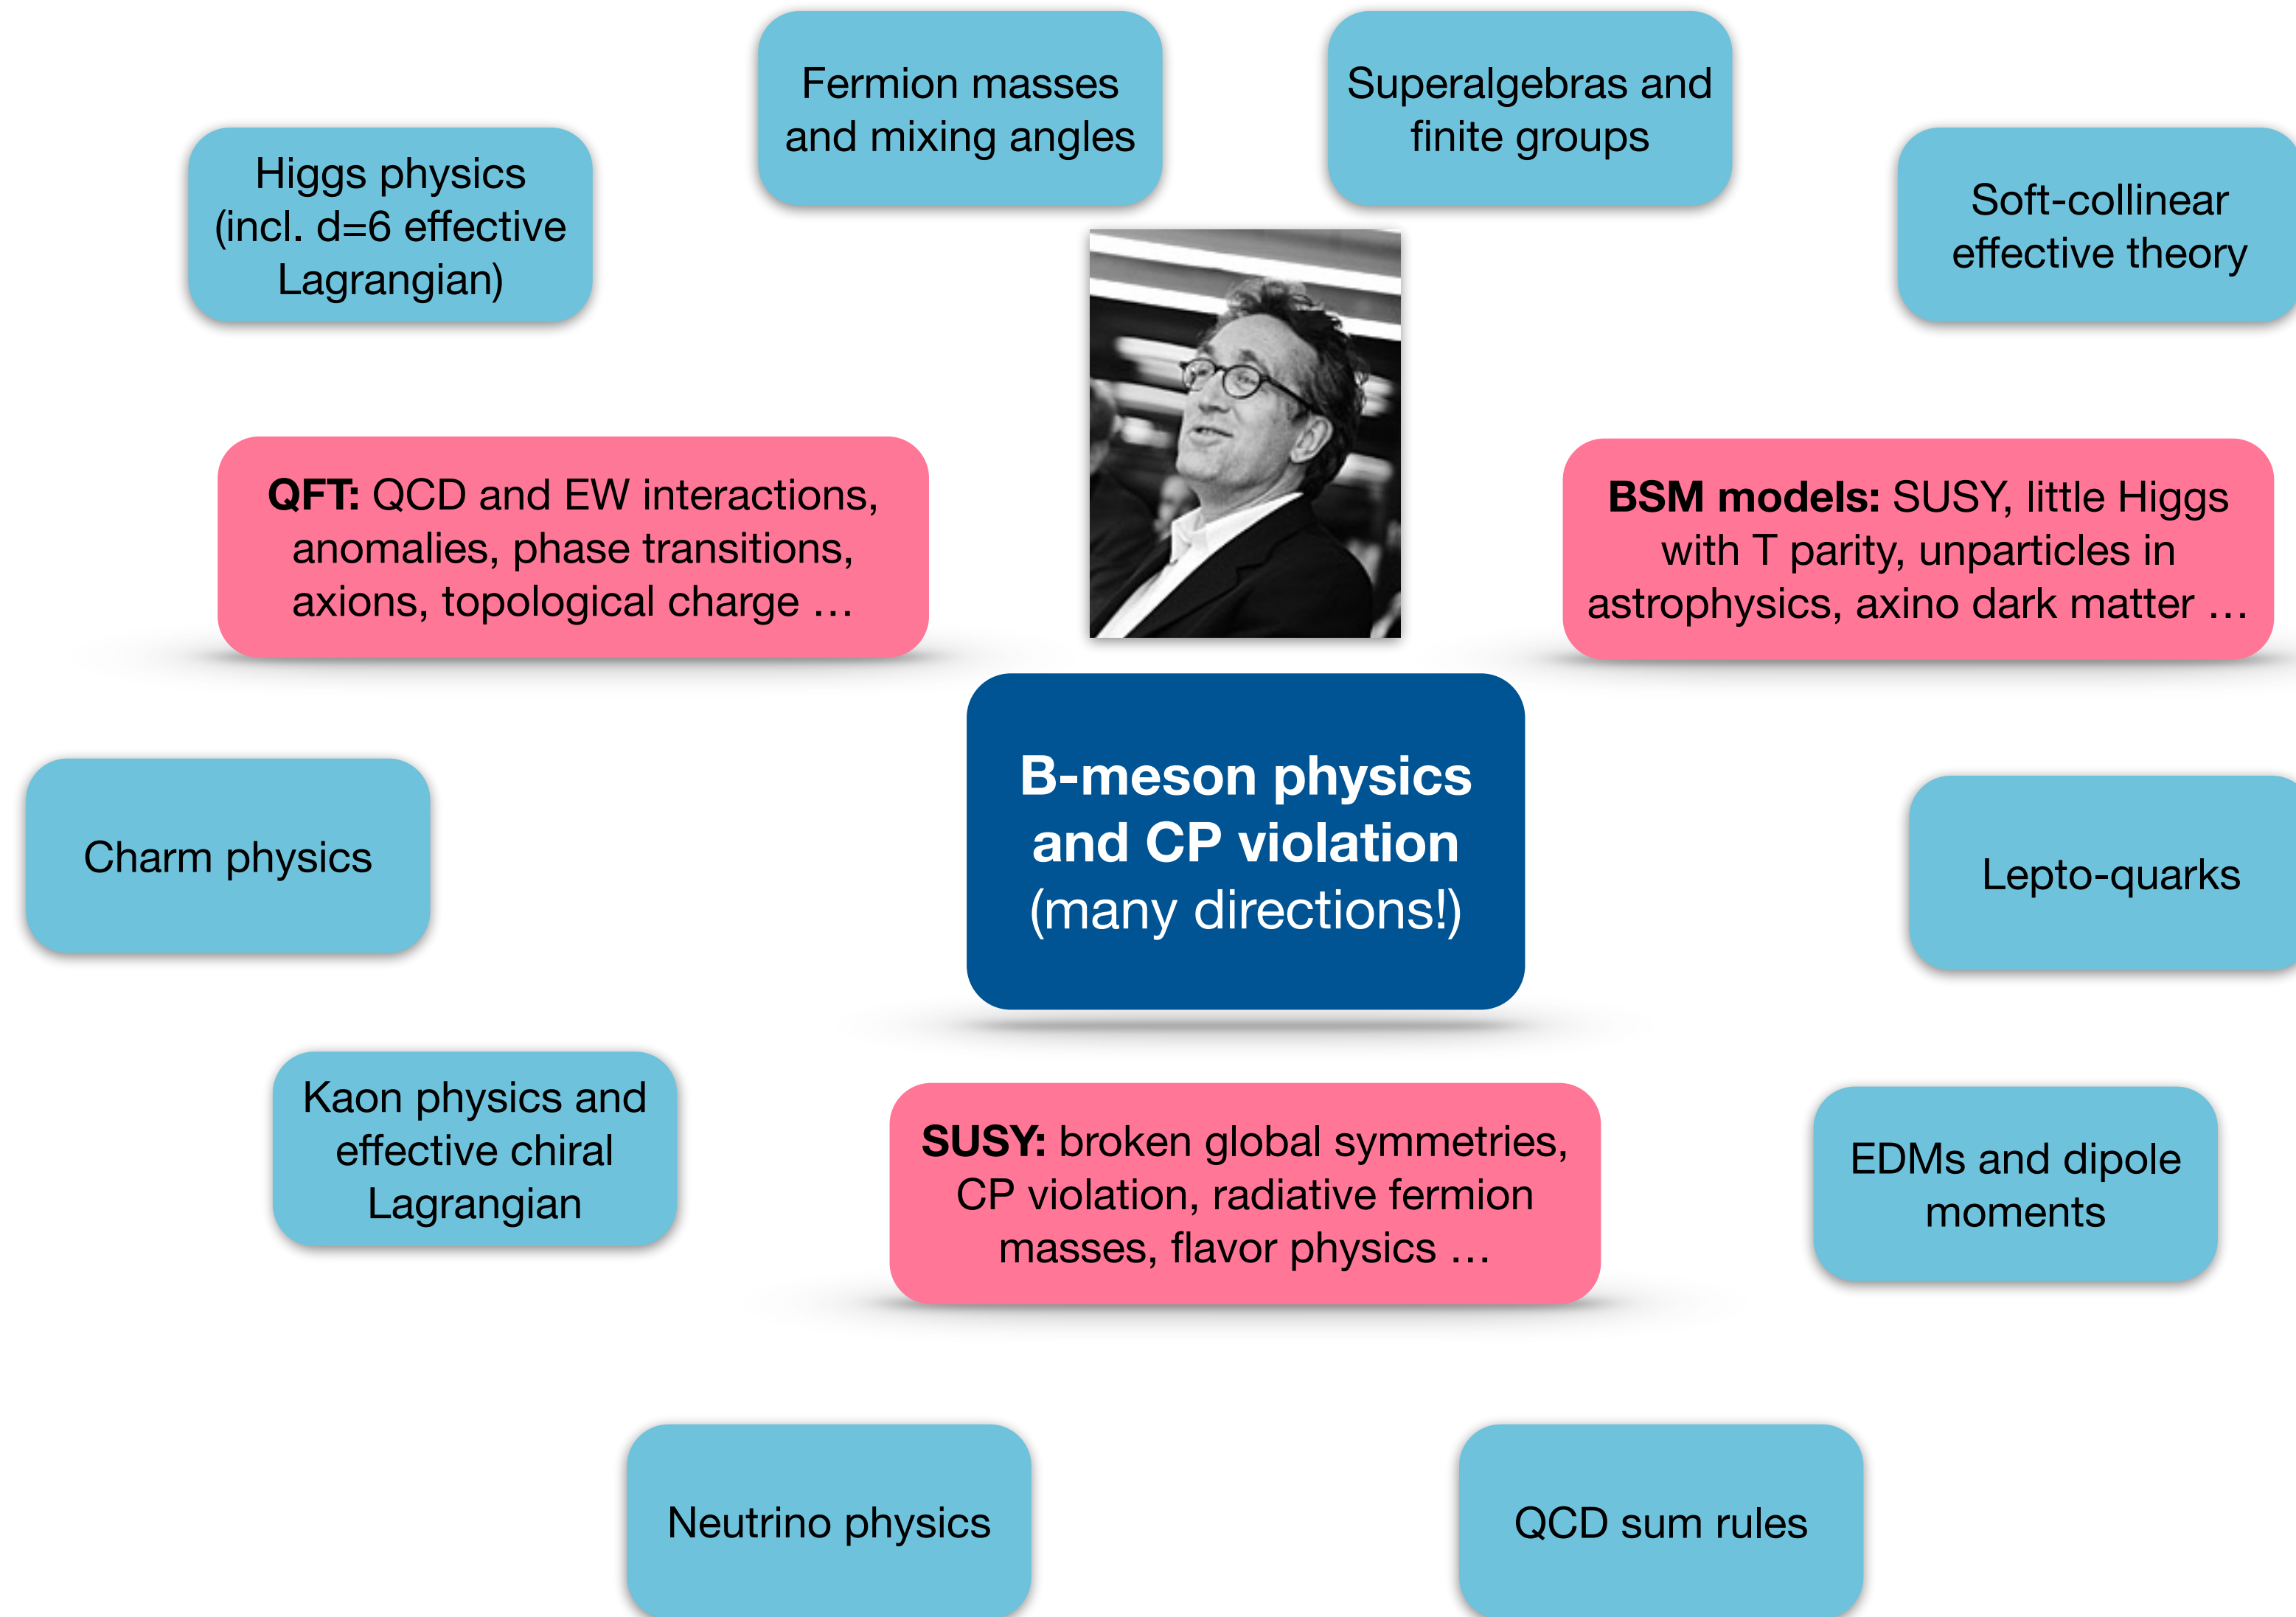 Fermion masses
and mixing angles
Superalgebras and
finite groups
Higgs physics
(incl. d=6 effective
Lagrangian)
Soft-collinear
effective theory
QFT: QCD and EW interactions,
anomalies, phase transitions,
axions, topological charge …
BSM models: SUSY, little Higgs
with T parity, unparticles in
astrophysics, axino dark matter …
B-meson physics
and CP violation
(many directions!)
Charm physics
Lepto-quarks
Kaon physics and
effective chiral
Lagrangian
SUSY: broken global symmetries,
CP violation, radiative fermion
masses, flavor physics …
EDMs and dipole
moments
Neutrino physics
QCD sum rules